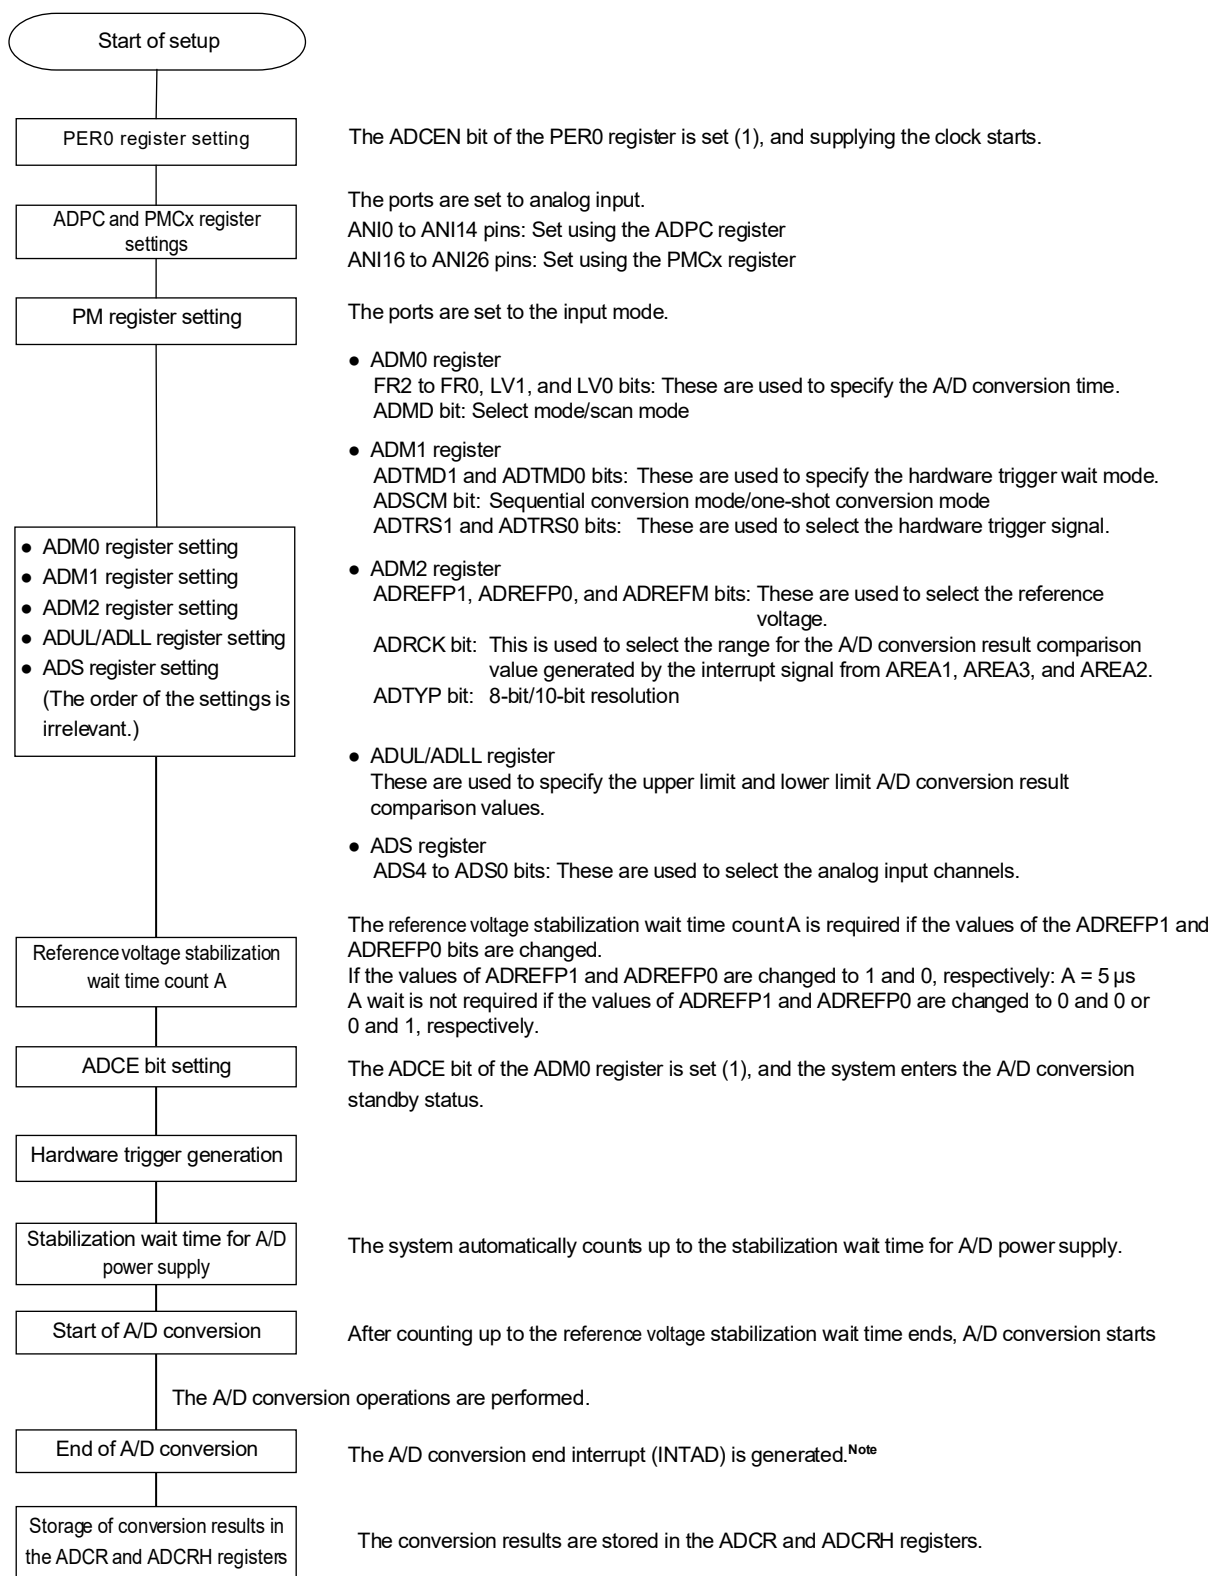 Start of setup
PER0 register setting
The ADCEN bit of the PER0 register is set (1), and supplying the clock starts.
ADPC and PMCx register
settings
The ports are set to analog input.
ANI0 to ANI14 pins: Set using the ADPC register
ANI16 to ANI26 pins: Set using the PMCx register
PM register setting
The ports are set to the input mode.
● ADM0 register setting
● ADM1 register setting
● ADM2 register setting
● ADUL/ADLL register setting
● ADS register setting
(The order of the settings is
irrelevant.)
● ADM0 register
FR2 to FR0, LV1, and LV0 bits: These are used to specify the A/D conversion time.
ADMD bit: Select mode/scan mode
● ADM1 register
ADTMD1 and ADTMD0 bits: These are used to specify the hardware trigger wait mode.
ADSCM bit: Sequential conversion mode/one-shot conversion mode
ADTRS1 and ADTRS0 bits: These are used to select the hardware trigger signal.
● ADM2 register
ADREFP1, ADREFP0, and ADREFM bits: These are used to select the reference
voltage.
ADRCK bit: This is used to select the range for the A/D conversion result comparison
value generated by the interrupt signal from AREA1, AREA3, and AREA2.
ADTYP bit: 8-bit/10-bit resolution
● ADUL/ADLL register
These are used to specify the upper limit and lower limit A/D conversion result
comparison values.
● ADS register
ADS4 to ADS0 bits: These are used to select the analog input channels.
Reference voltage stabilization
wait time count A
The reference voltage stabilization wait time count A is required if the values of the ADREFP1 and
ADREFP0 bits are changed.
If the values of ADREFP1 and ADREFP0 are changed to 1 and 0, respectively: A = 5 µs
A wait is not required if the values of ADREFP1 and ADREFP0 are changed to 0 and 0 or
0 and 1, respectively.
ADCE bit setting
The ADCE bit of the ADM0 register is set (1), and the system enters the A/D conversion
standby status.
Hardware trigger generation
Stabilization wait time for A/D
power supply
The system automatically counts up to the stabilization wait time for A/D power supply.
Start of A/D conversion
After counting up to the reference voltage stabilization wait time ends, A/D conversion starts
The A/D conversion operations are performed.
End of A/D conversion
The A/D conversion end interrupt (INTAD) is generated.Note
Storage of conversion results in
the ADCR and ADCRH registers
The conversion results are stored in the ADCR and ADCRH registers.